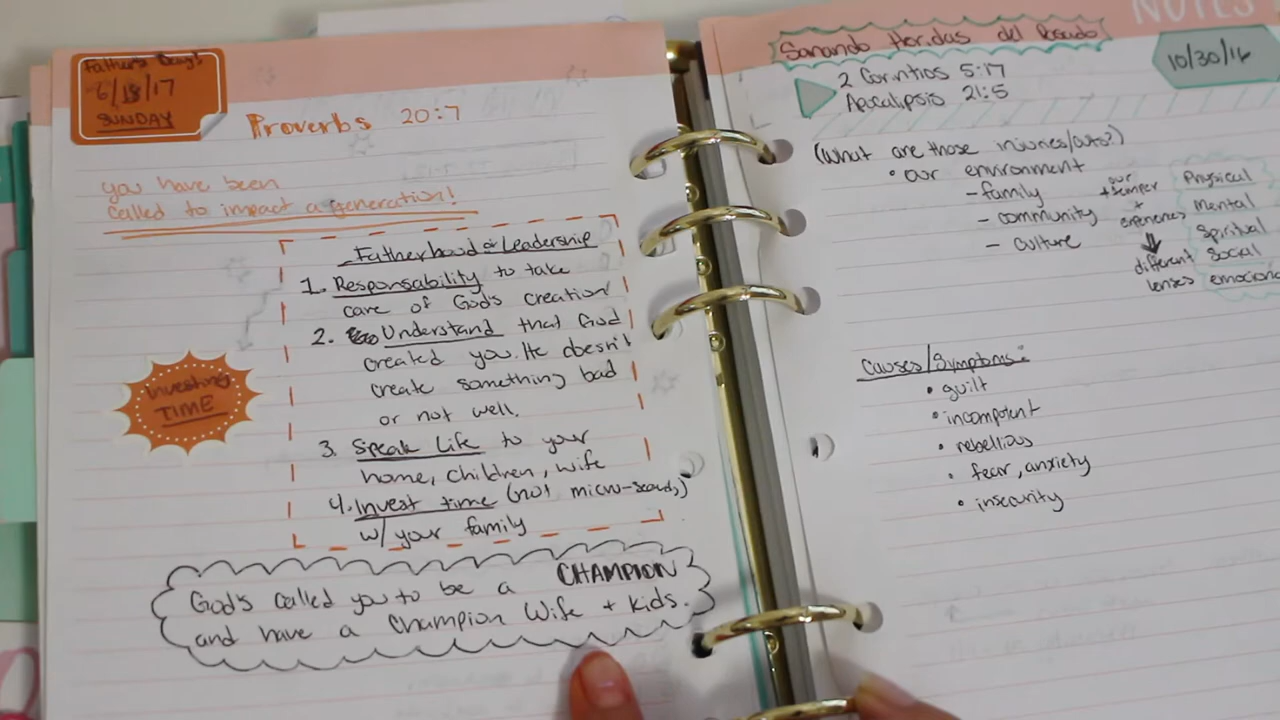 Father's Day!
6/18/17
SUNDAY
Proverbs 20:7
you have been
called to impact a generation!
Fatherhood & Leadership
1. Responsability to take
care of God's creation
2. Understand that God
created you. He doesn't
create something bad
or not well.
3. Speak Life to your
home, children, wife
4. Invest time (not micro-seconds)
w/ your family
Investing
TIME
God's called you to be a CHAMPION
and have a Champion Wife + Kids.
NOTES
Sanando Heridas del Pasado
10/30/16
2 Corintios 5:17
Apocalipsis 21:5
(What are those injuries/cuts?)
• our environment
- family
- community
- culture
our
+
experiences
different
lenses
Physical
Mental
Spiritual
Social
emociona
Causes/Symptoms:
• guilt
• incompetent
• rebellious
• fear, anxiety
• insecurity